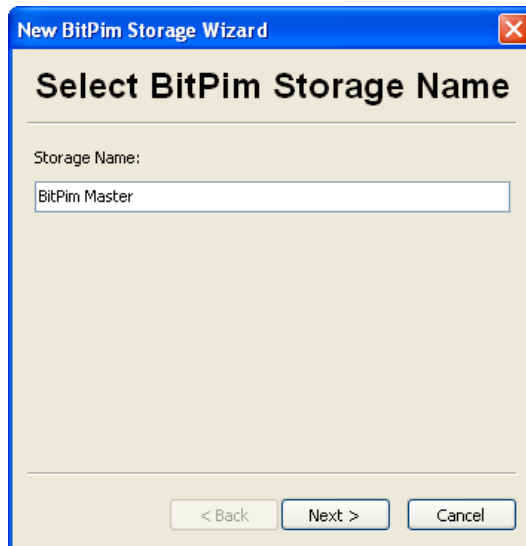 New BitPim Storage Wizard
Select BitPim Storage Name
Storage Name:
BitPim Master
< Back Next > Cancel